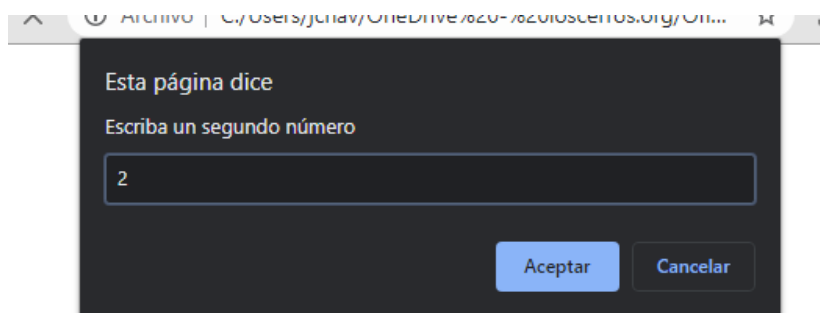 Archivo | C:/Users/jchav/OneDrive%20-%20loscerros.org/On...
Esta página dice
Escriba un segundo número
2
Aceptar Cancelar